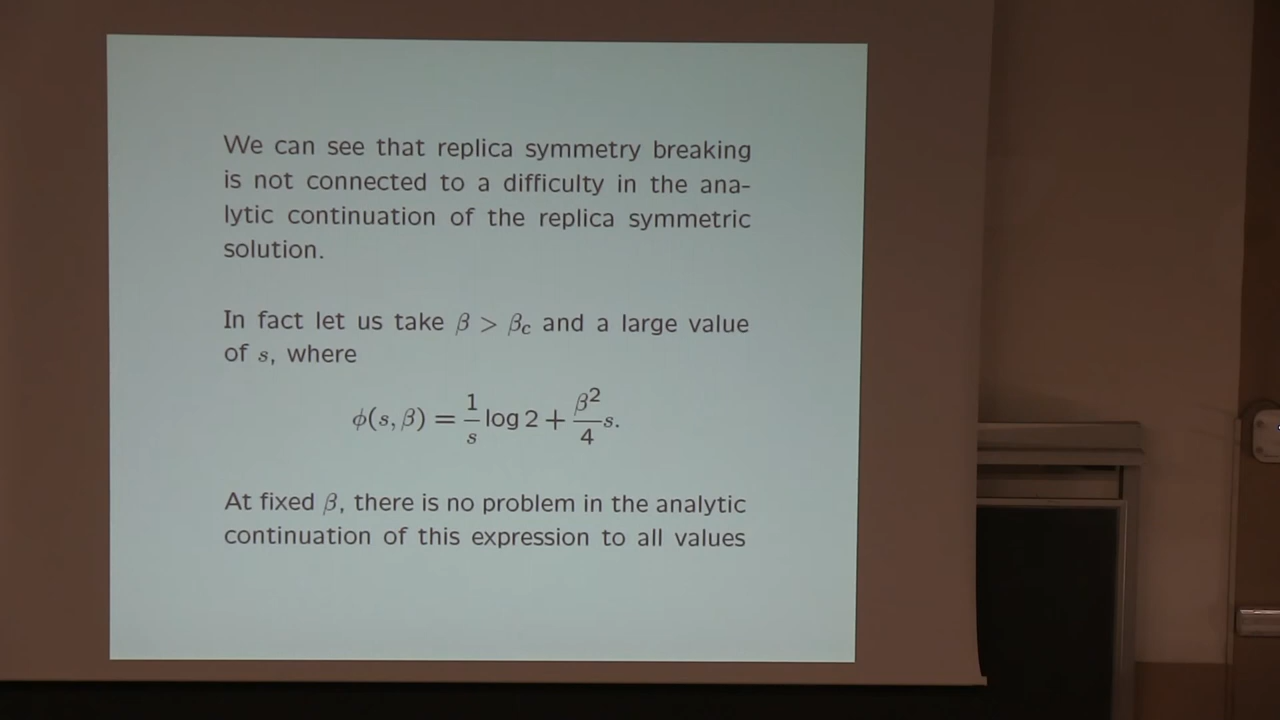 We can see that replica symmetry breaking
is not connected to a difficulty in the ana-
lytic continuation of the replica symmetric
solution.
In fact let us take β > βc and a large value
of s, where
ϕ(s, β) = 1/s log 2 + β²/4 s.
At fixed β, there is no problem in the analytic
continuation of this expression to all values